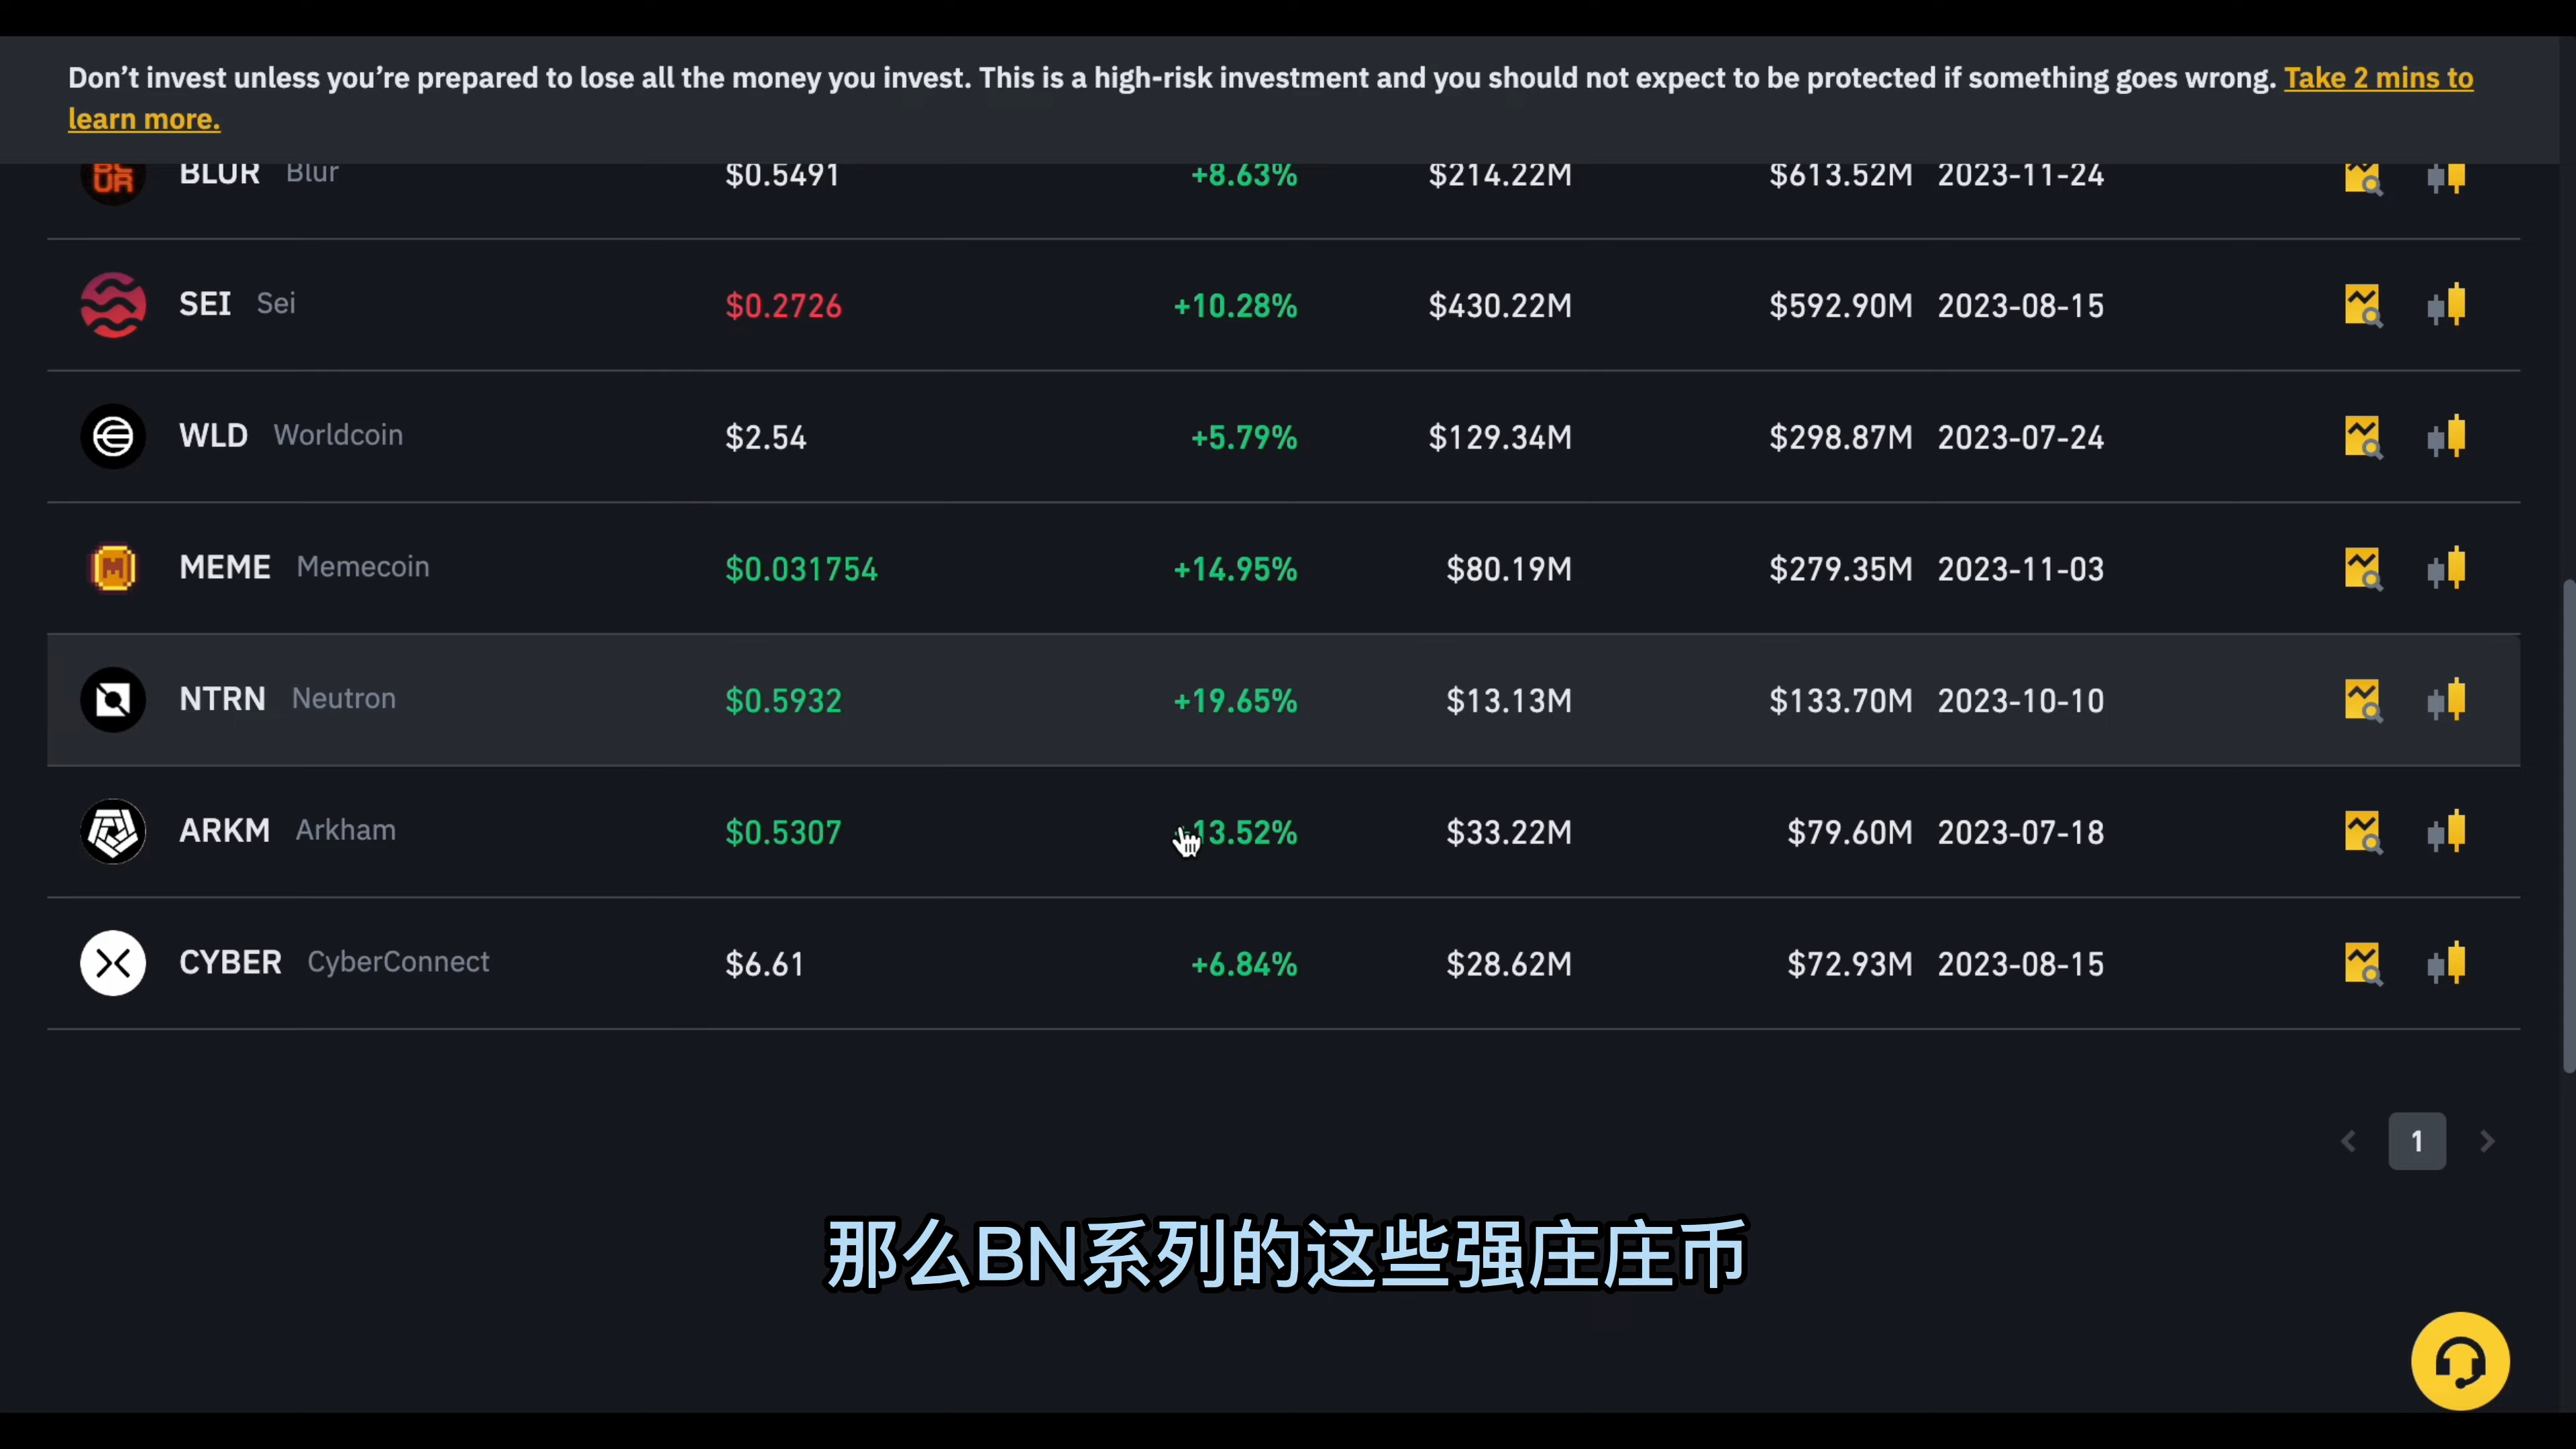 Don't invest unless you're prepared to lose all the money you invest. This is a high-risk investment and you should not expect to be protected if something goes wrong. Take 2 mins to
learn more.
BLUR Blur $0.5491 +8.63% $214.22M $613.52M 2023-11-24
SEI Sei $0.2726 +10.28% $430.22M $592.90M 2023-08-15
WLD Worldcoin $2.54 +5.79% $129.34M $298.87M 2023-07-24
MEME Memecoin $0.031754 +14.95% $80.19M $279.35M 2023-11-03
NTRN Neutron $0.5932 +19.65% $13.13M $133.70M 2023-10-10
ARKM Arkham $0.5307 13.52% $33.22M $79.60M 2023-07-18
CYBER CyberConnect $6.61 +6.84% $28.62M $72.93M 2023-08-15
1
那么BN系列的这些强庄庄币